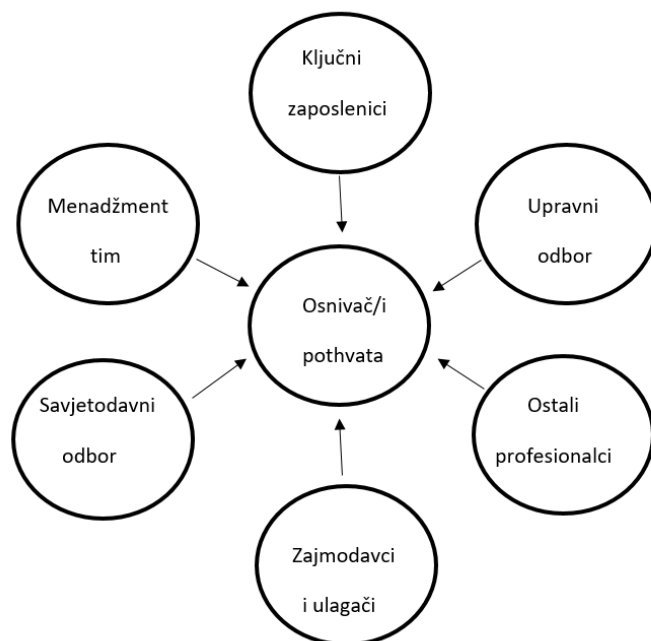 Ključni
zaposlenici
Menadžment
tim
Upravni
odbor
Osnivač/i
pothvata
Savjetodavni
odbor
Ostali
profesionalci
Zajmodavci
i ulagači